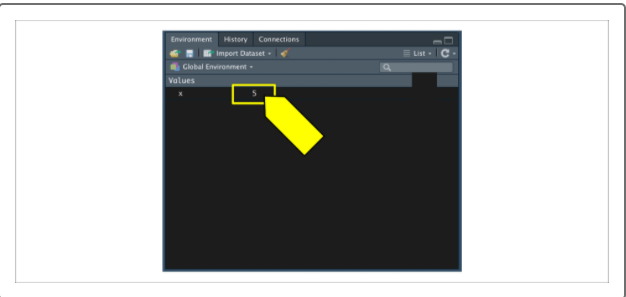 Environment History Connections
Import Dataset List
Global Environment
Values
x 5